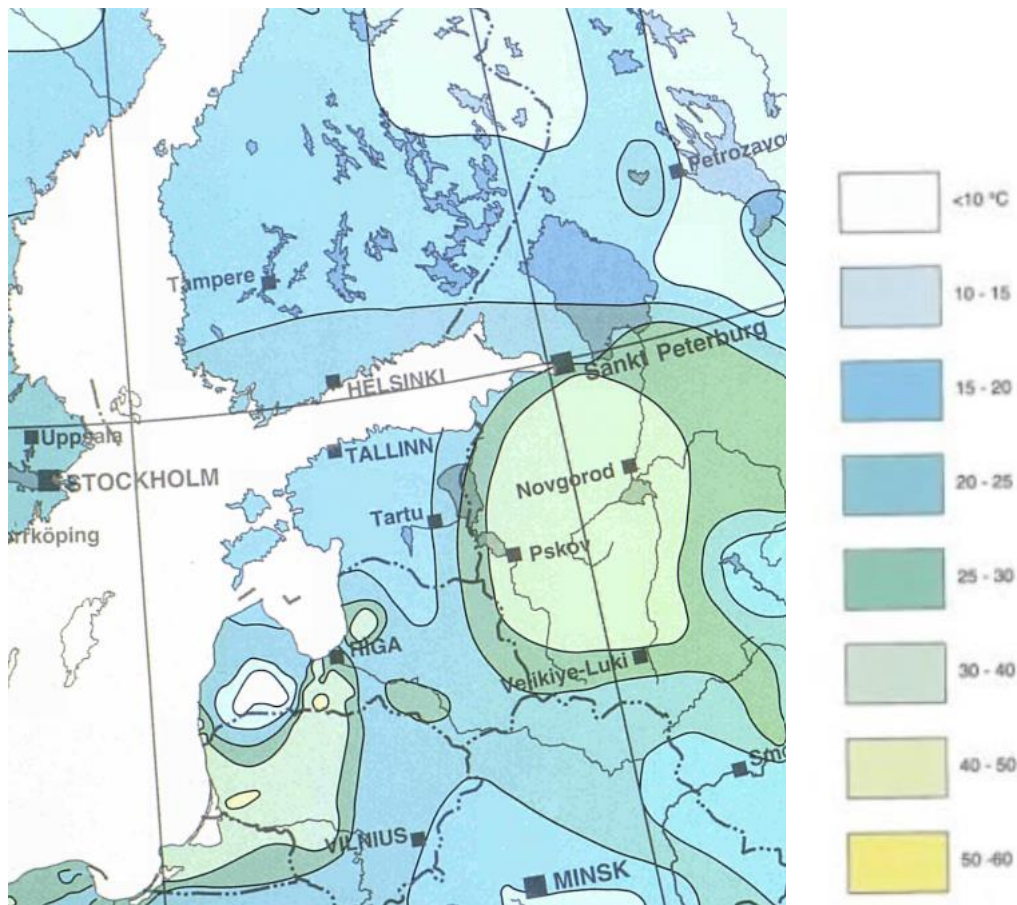 Petrozavo
Tampere
Sankt Peterburg
HELSINKI
Uppsala
TALLINN
STOCKHOLM
Novgorod
Tartu
rrköping
Pskov
RIGA
Velikiye-Luki
Smo
VILNIUS
MINSK
<10 °C
10 - 15
15 - 20
20 - 25
25 - 30
30 - 40
40 - 50
50 -60